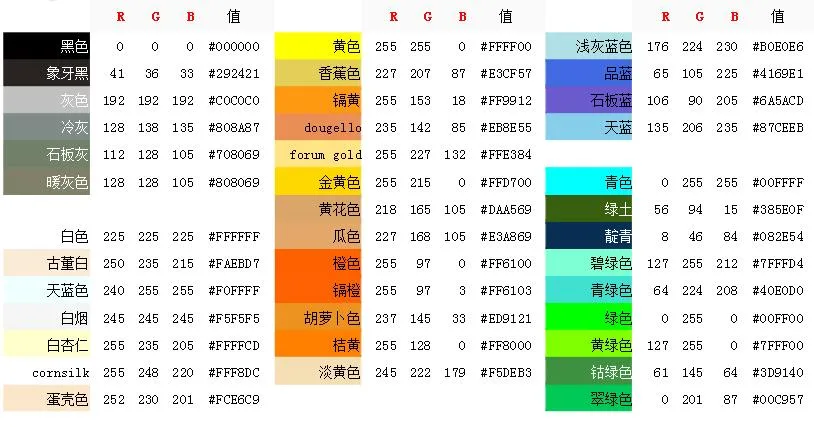 R G B 值
黑色 0 0 0 #000000
象牙黑 41 36 33 #292421
灰色 192 192 192 #C0C0C0
冷灰 128 138 135 #808A87
石板灰 112 128 105 #708069
暖灰色 128 128 105 #808069
白色 225 225 225 #FFFFFF
古董白 250 235 215 #FAEBD7
天蓝色 240 255 255 #F0FFFF
白烟 245 245 245 #F5F5F5
白杏仁 255 235 205 #FFFFCD
cornsilk 255 248 220 #FFF8DC
蛋壳色 252 230 201 #FCE6C9
R G B 值
黄色 255 255 0 #FFFF00
香蕉色 227 207 87 #E3CF57
镉黄 255 153 18 #FF9912
dougello 235 142 85 #EB8E55
forum gold 255 227 132 #FFE384
金黄色 255 215 0 #FFD700
黄花色 218 165 105 #DAA569
瓜色 227 168 105 #E3A869
橙色 255 97 0 #FF6100
镉橙 255 97 3 #FF6103
胡萝卜色 237 145 33 #ED9121
桔黄 255 128 0 #FF8000
淡黄色 245 222 179 #F5DEB3
R G B 值
浅灰蓝色 176 224 230 #B0E0E6
品蓝 65 105 225 #4169E1
石板蓝 106 90 205 #6A5ACD
天蓝 135 206 235 #87CEEB
青色 0 255 255 #00FFFF
绿土 56 94 15 #385E0F
靛青 8 46 84 #082E54
碧绿色 127 255 212 #7FFFD4
青绿色 64 224 208 #40E0D0
绿色 0 255 0 #00FF00
黄绿色 127 255 0 #7FFF00
钴绿色 61 145 64 #3D9140
翠绿色 0 201 87 #00C957